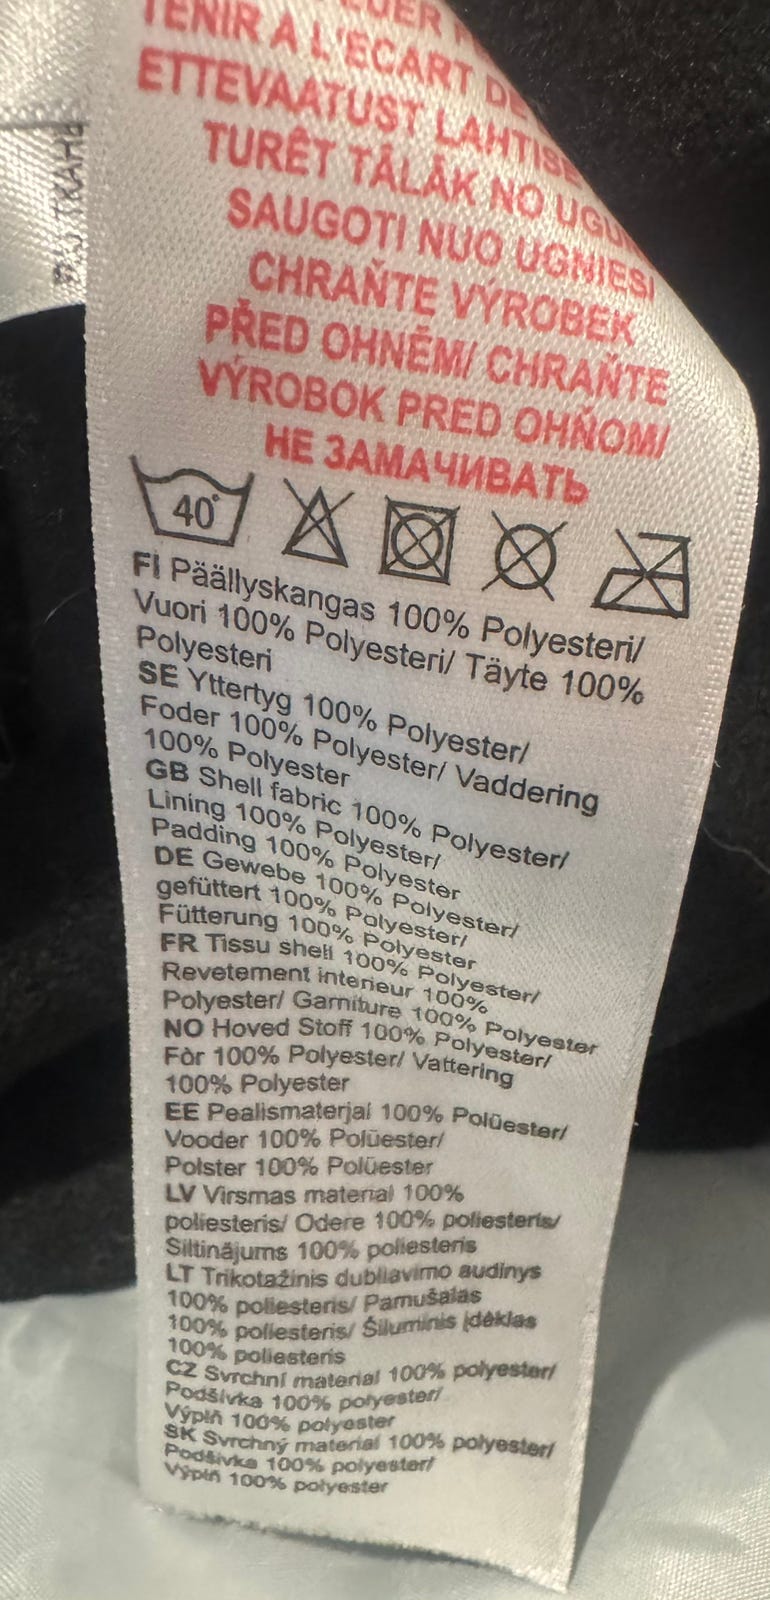 TENIR A L'ECART DE
ETTEVAATUST LAHTISE
TURĒT TĀLĀK NO UGUN
SAUGOTI NUO UGNIES/
CHRAŇTE VÝROBEK
PŘED OHNĚM/ CHRAŇTE
VÝROBOK PRED OHŇOM/
НЕ ЗАМАЧИВАТЬ
40°
FI Päällyskangas 100% Polyesteri/
Vuori 100% Polyesteri/ Täyte 100%
Polyesteri
SE Yttertyg 100% Polyester/
Foder 100% Polyester/ Vaddering
100% Polyester
GB Shell fabric 100% Polyester/
Lining 100% Polyester/
Padding 100% Polyester
DE Gewebe 100% Polyester/
gefüttert 100% Polyester/
Fütterung 100% Polyester
FR Tissu shell 100% Polyester/
Revetement interieur 100%
Polyester/ Garniture 100% Polyester
NO Hoved Stoff 100% Polyester/
Fòr 100% Polyester/ Vattering
100% Polyester
EE Pealismaterjal 100% Polüester/
Vooder 100% Polüester/
Polster 100% Polüester
LV Virsmas material 100%
poliesteris/ Odere 100% poliesteris/
Siltinājums 100% poliesteris
LT Trikotažinis dubliavimo audinys
100% poliesteris/ Pamušalas
100% poliesteris/ Šiluminis įdėklas
100% poliesteris
CZ Svrchní material 100% polyester/
Podšívka 100% polyester/
Výplň 100% polyester
SK Svrchný material 100% polyester/
Podšívka 100% polyester/
Výplň 100% polyester